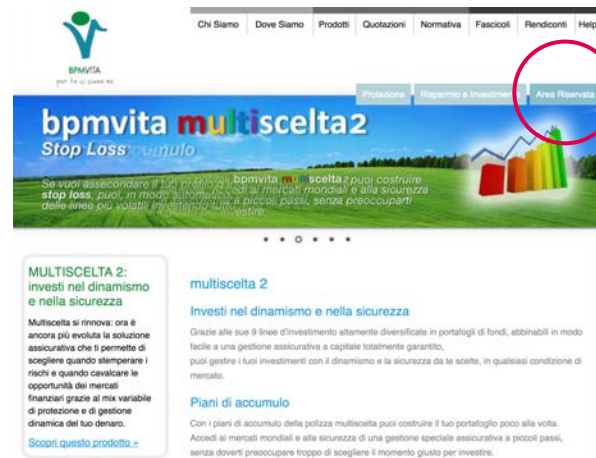 Chi Siamo Dove Siamo Prodotti Quotazioni Normativa Fascicoli Rendiconti Help
BPMVITA
per te ci siamo noi
Protezione Risparmio e Investimento Area Riservata
bpmvita multiscelta2
Stop Loss
Se vuoi assecondare il tuo
bpmvita multiscelta2 puoi costruire
stop loss, puoi, in modo
ai mercati mondiali e alla sicurezza
delle linee più volatili
a piccoli passi, senza preoccuparti
MULTISCELTA 2:
investi nel dinamismo
e nella sicurezza
Multiscelta si rinnova: ora è
ancora più evoluta la soluzione
assicurativa che ti permette di
scegliere quando stemperare i
rischi e quando cavalcare le
opportunità dei mercati
finanziari grazie al mix variabile
di protezione e di gestione
dinamica del tuo denaro.
Scopri questo prodotto »
multiscelta 2
Investi nel dinamismo e nella sicurezza
Grazie alle sue 9 linee d'investimento altamente diversificate in portafogli di fondi, abbinabili in modo
facile a una gestione assicurativa a capitale totalmente garantito,
puoi gestire i tuoi investimenti con il dinamismo e la sicurezza da te scelte, in qualsiasi condizione di
mercato.
Piani di accumulo
Con i piani di accumulo della polizza multiscelta puoi costruire il tuo portafoglio poco alla volta.
Accedi ai mercati mondiali e alla sicurezza di una gestione speciale assicurativa a piccoli passi,
senza doverti preoccupare troppo di scegliere il momento giusto per investire.